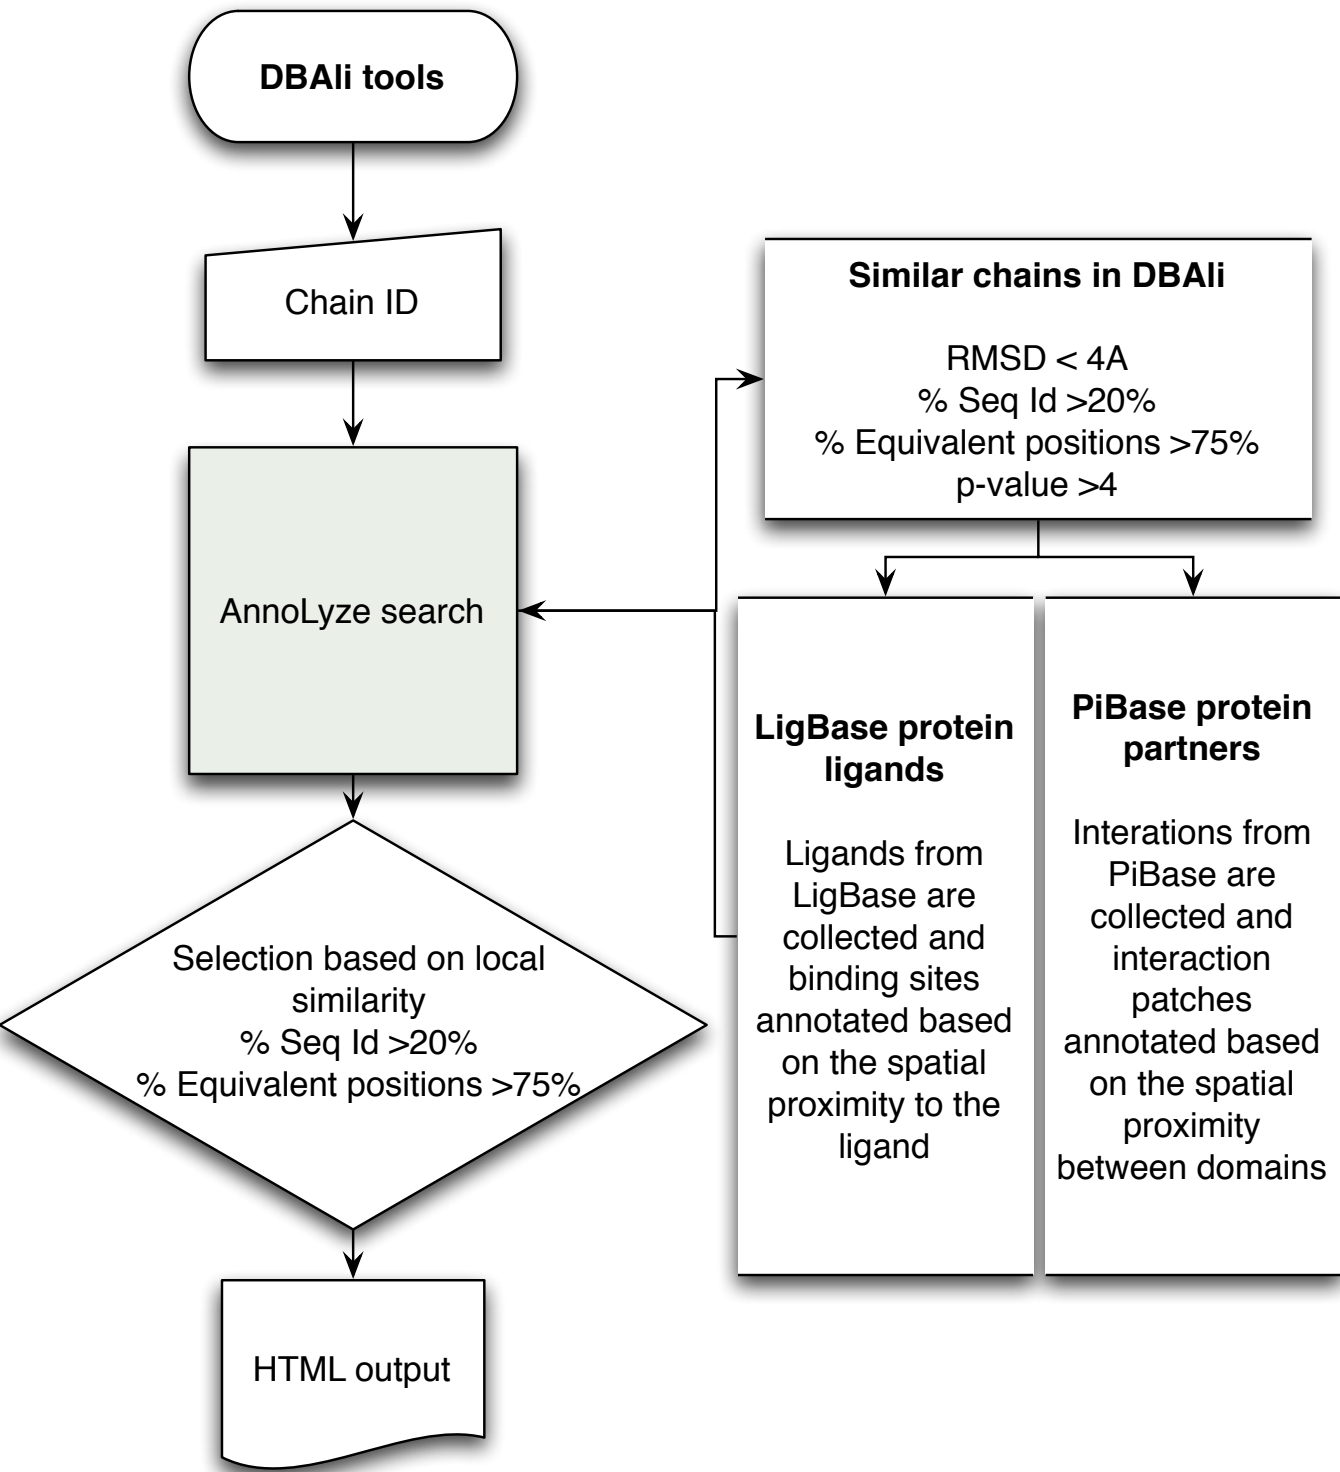 DBAli tools
Chain ID
AnnoLyze search
Selection based on local
similarity
% Seq Id >20%
% Equivalent positions >75%
HTML output
Similar chains in DBAli
RMSD < 4A
% Seq Id >20%
% Equivalent positions >75%
p-value >4
LigBase protein
ligands
Ligands from
LigBase are
collected and
binding sites
annotated based
on the spatial
proximity to the
ligand
PiBase protein
partners
Interations from
PiBase are
collected and
interaction
patches
annotated based
on the spatial
proximity
between domains